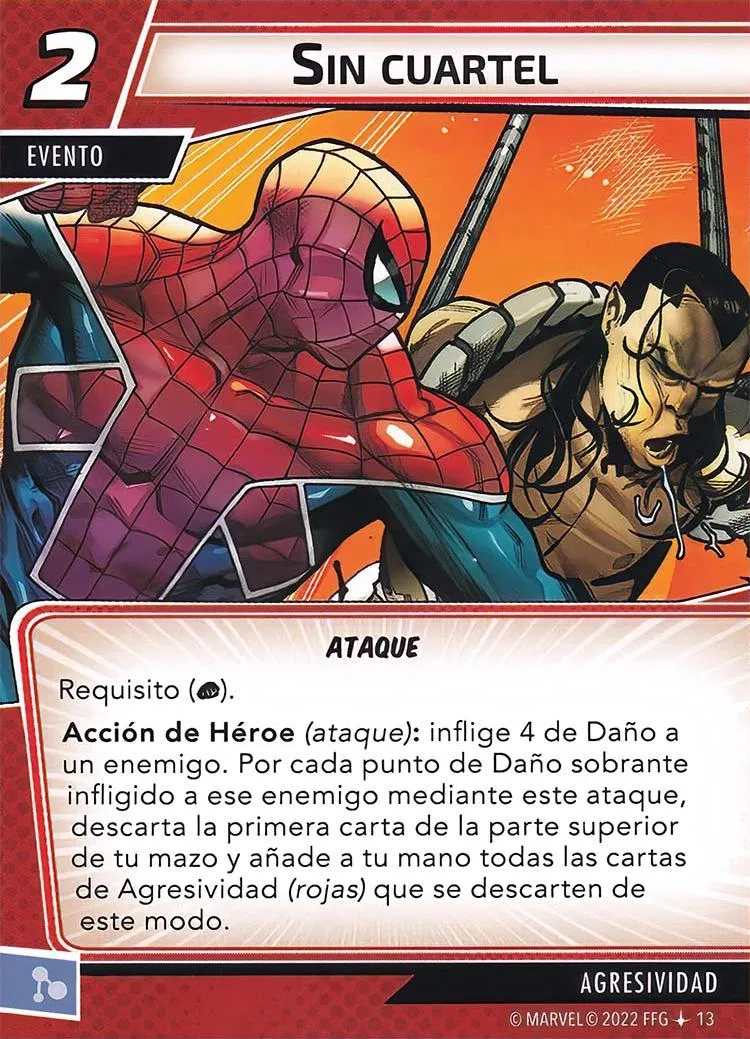 2
SIN CUARTEL
EVENTO
ATAQUE
Requisito ( ).
Acción de Héroe (ataque): inflige 4 de Daño a
un enemigo. Por cada punto de Daño sobrante
infligido a ese enemigo mediante este ataque,
descarta la primera carta de la parte superior
de tu mazo y añade a tu mano todas las cartas
de Agresividad (rojas) que se descarten de
este modo.
AGRESIVIDAD
© MARVEL © 2022 FFG 13